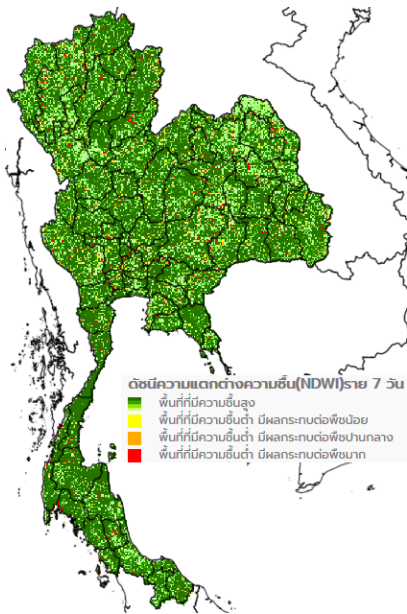 ดัชนีความแตกต่างความชื้น(NDWI)ราย 7 วัน
พื้นที่ที่มีความชื้นสูง
พื้นที่ที่มีความชื้นต่ำ มีผลกระทบต่อพืชน้อย
พื้นที่ที่มีความชื้นต่ำ มีผลกระทบต่อพืชปานกลาง
พื้นที่ที่มีความชื้นต่ำ มีผลกระทบต่อพืชมาก